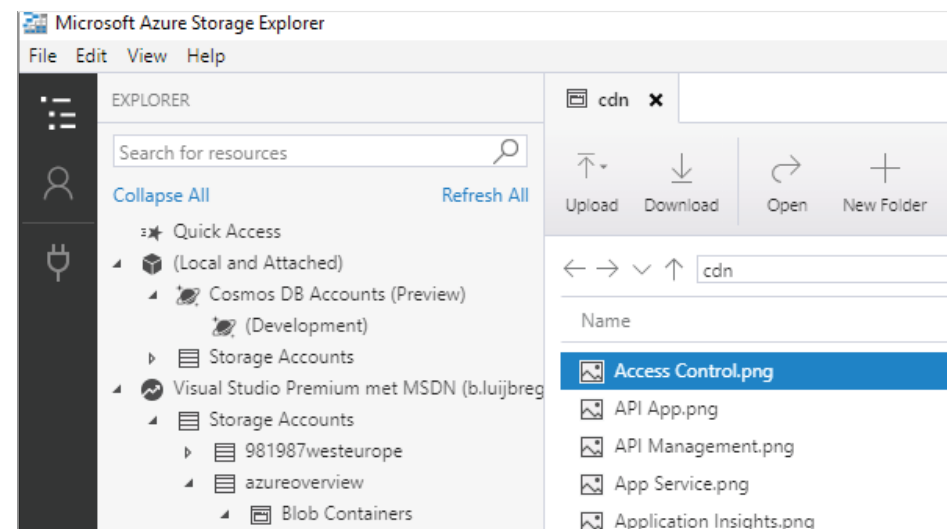 Microsoft Azure Storage Explorer
File Edit View Help
EXPLORER
Search for resources
Collapse All Refresh All
Quick Access
(Local and Attached)
Cosmos DB Accounts (Preview)
(Development)
Storage Accounts
Visual Studio Premium met MSDN (b.luijbreg
Storage Accounts
981987westeurope
azureoverview
Blob Containers
cdn
Upload Download Open New Folder
cdn
Name
Access Control.png
API App.png
API Management.png
App Service.png
Application Insights.png